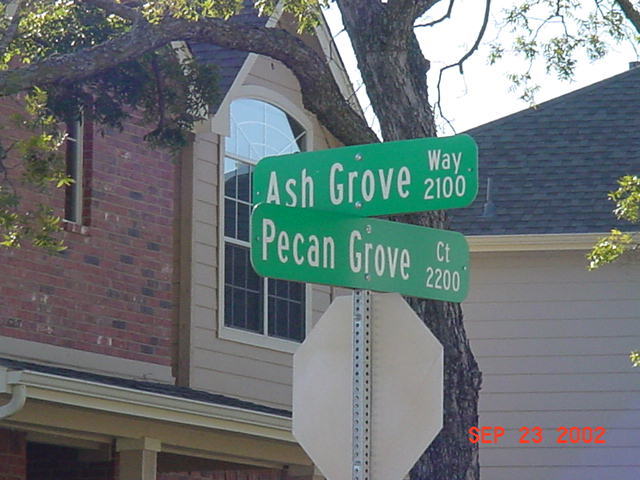 Ash Grove Way 2100
Pecan Grove Ct 2200
SEP 23 2002